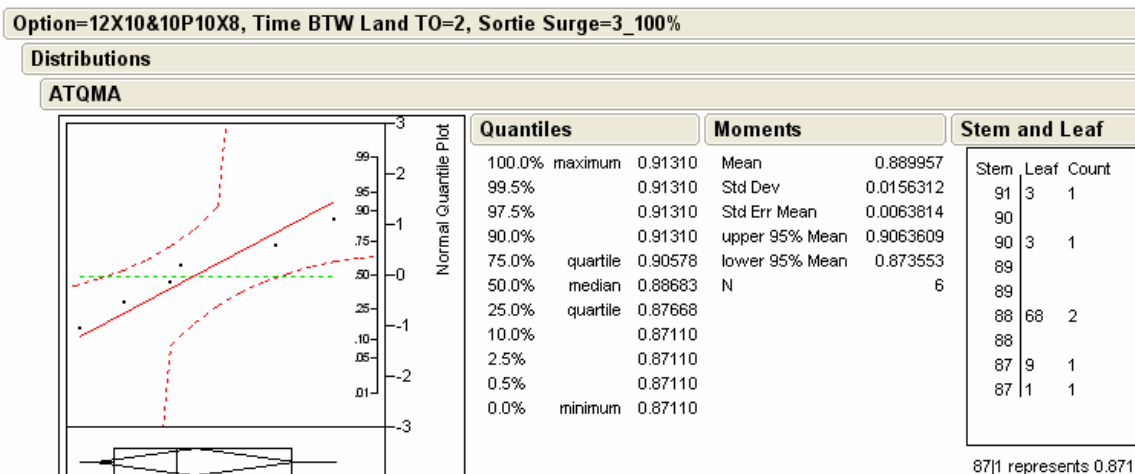 Option=12X10&10P10X8, Time BTW Land TO=2, Sortie Surge=3_100%
Distributions
ATQMA
3
2
1
0
-1
-2
-3
.99
.95
.90
.75
.50
.25
.10
.05
.01
Normal Quantile Plot
Quantiles
100.0% maximum 0.91310
99.5% 0.91310
97.5% 0.91310
90.0% 0.91310
75.0% quartile 0.90578
50.0% median 0.88683
25.0% quartile 0.87668
10.0% 0.87110
2.5% 0.87110
0.5% 0.87110
0.0% minimum 0.87110
Moments
Mean 0.889957
Std Dev 0.0156312
Std Err Mean 0.0063814
upper 95% Mean 0.9063609
lower 95% Mean 0.873553
N 6
Stem and Leaf
Stem Leaf Count
91 3 1
90
90 3 1
89
89
88 68 2
88
87 9 1
87 1 1
87|1 represents 0.871